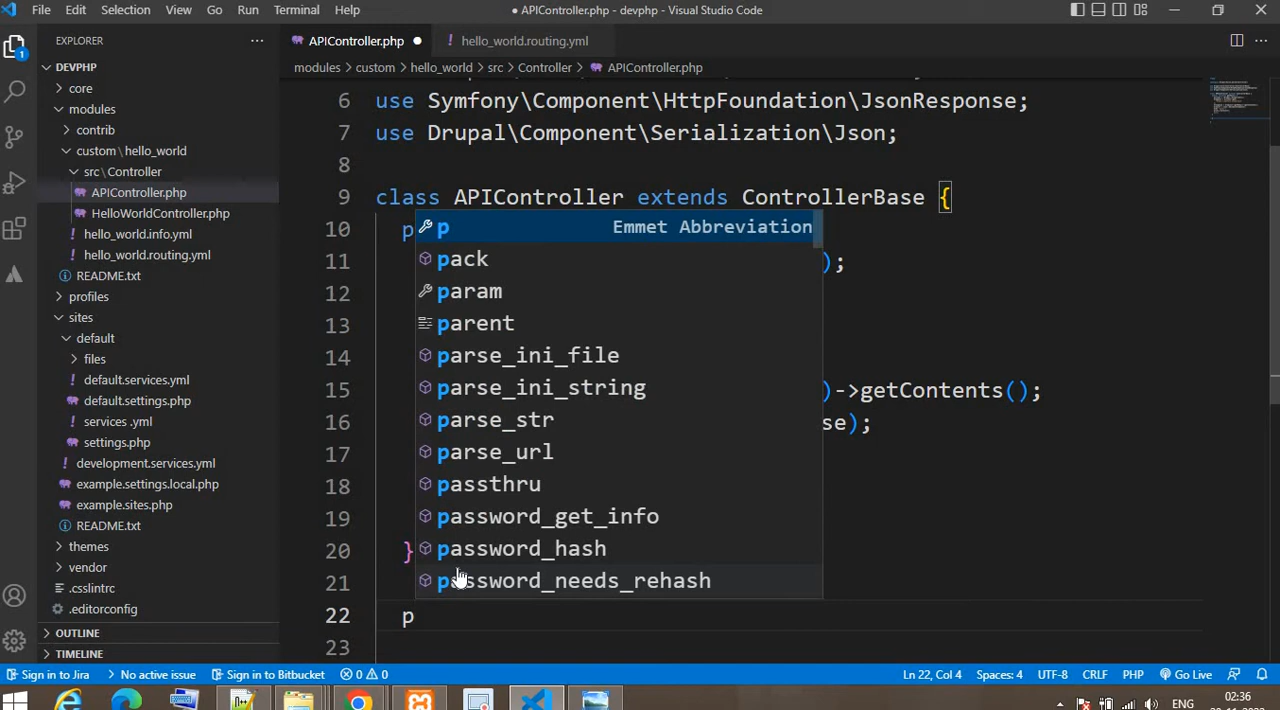 File Edit Selection View Go Run Terminal Help
● APIController.php - devphp - Visual Studio Code
EXPLORER
DEVPHP
core
modules
contrib
custom\hello_world
src\Controller
APIController.php
HelloWorldController.php
hello_world.info.yml
hello_world.routing.yml
README.txt
profiles
sites
default
files
default.services.yml
default.settings.php
services .yml
settings.php
development.services.yml
example.settings.local.php
example.sites.php
README.txt
themes
vendor
.csslintrc
.editorconfig
OUTLINE
TIMELINE
1
APIController.php ●
hello_world.routing.yml
modules > custom > hello_world > src > Controller > APIController.php
6 use Symfony\Component\HttpFoundation\JsonResponse;
7 use Drupal\Component\Serialization\Json;
8
9 class APIController extends ControllerBase {
10 p
11 );
12
13
14
15 )->getContents();
16 se);
17
18
19
20 }
21
22 p
23
p Emmet Abbreviation
pack
param
parent
parse_ini_file
parse_ini_string
parse_str
parse_url
passthru
password_get_info
password_hash
password_needs_rehash
Sign in to Jira
No active issue
Sign in to Bitbucket
0 0
Ln 22, Col 4 Spaces: 4 UTF-8 CRLF PHP Go Live
ENG
02:36